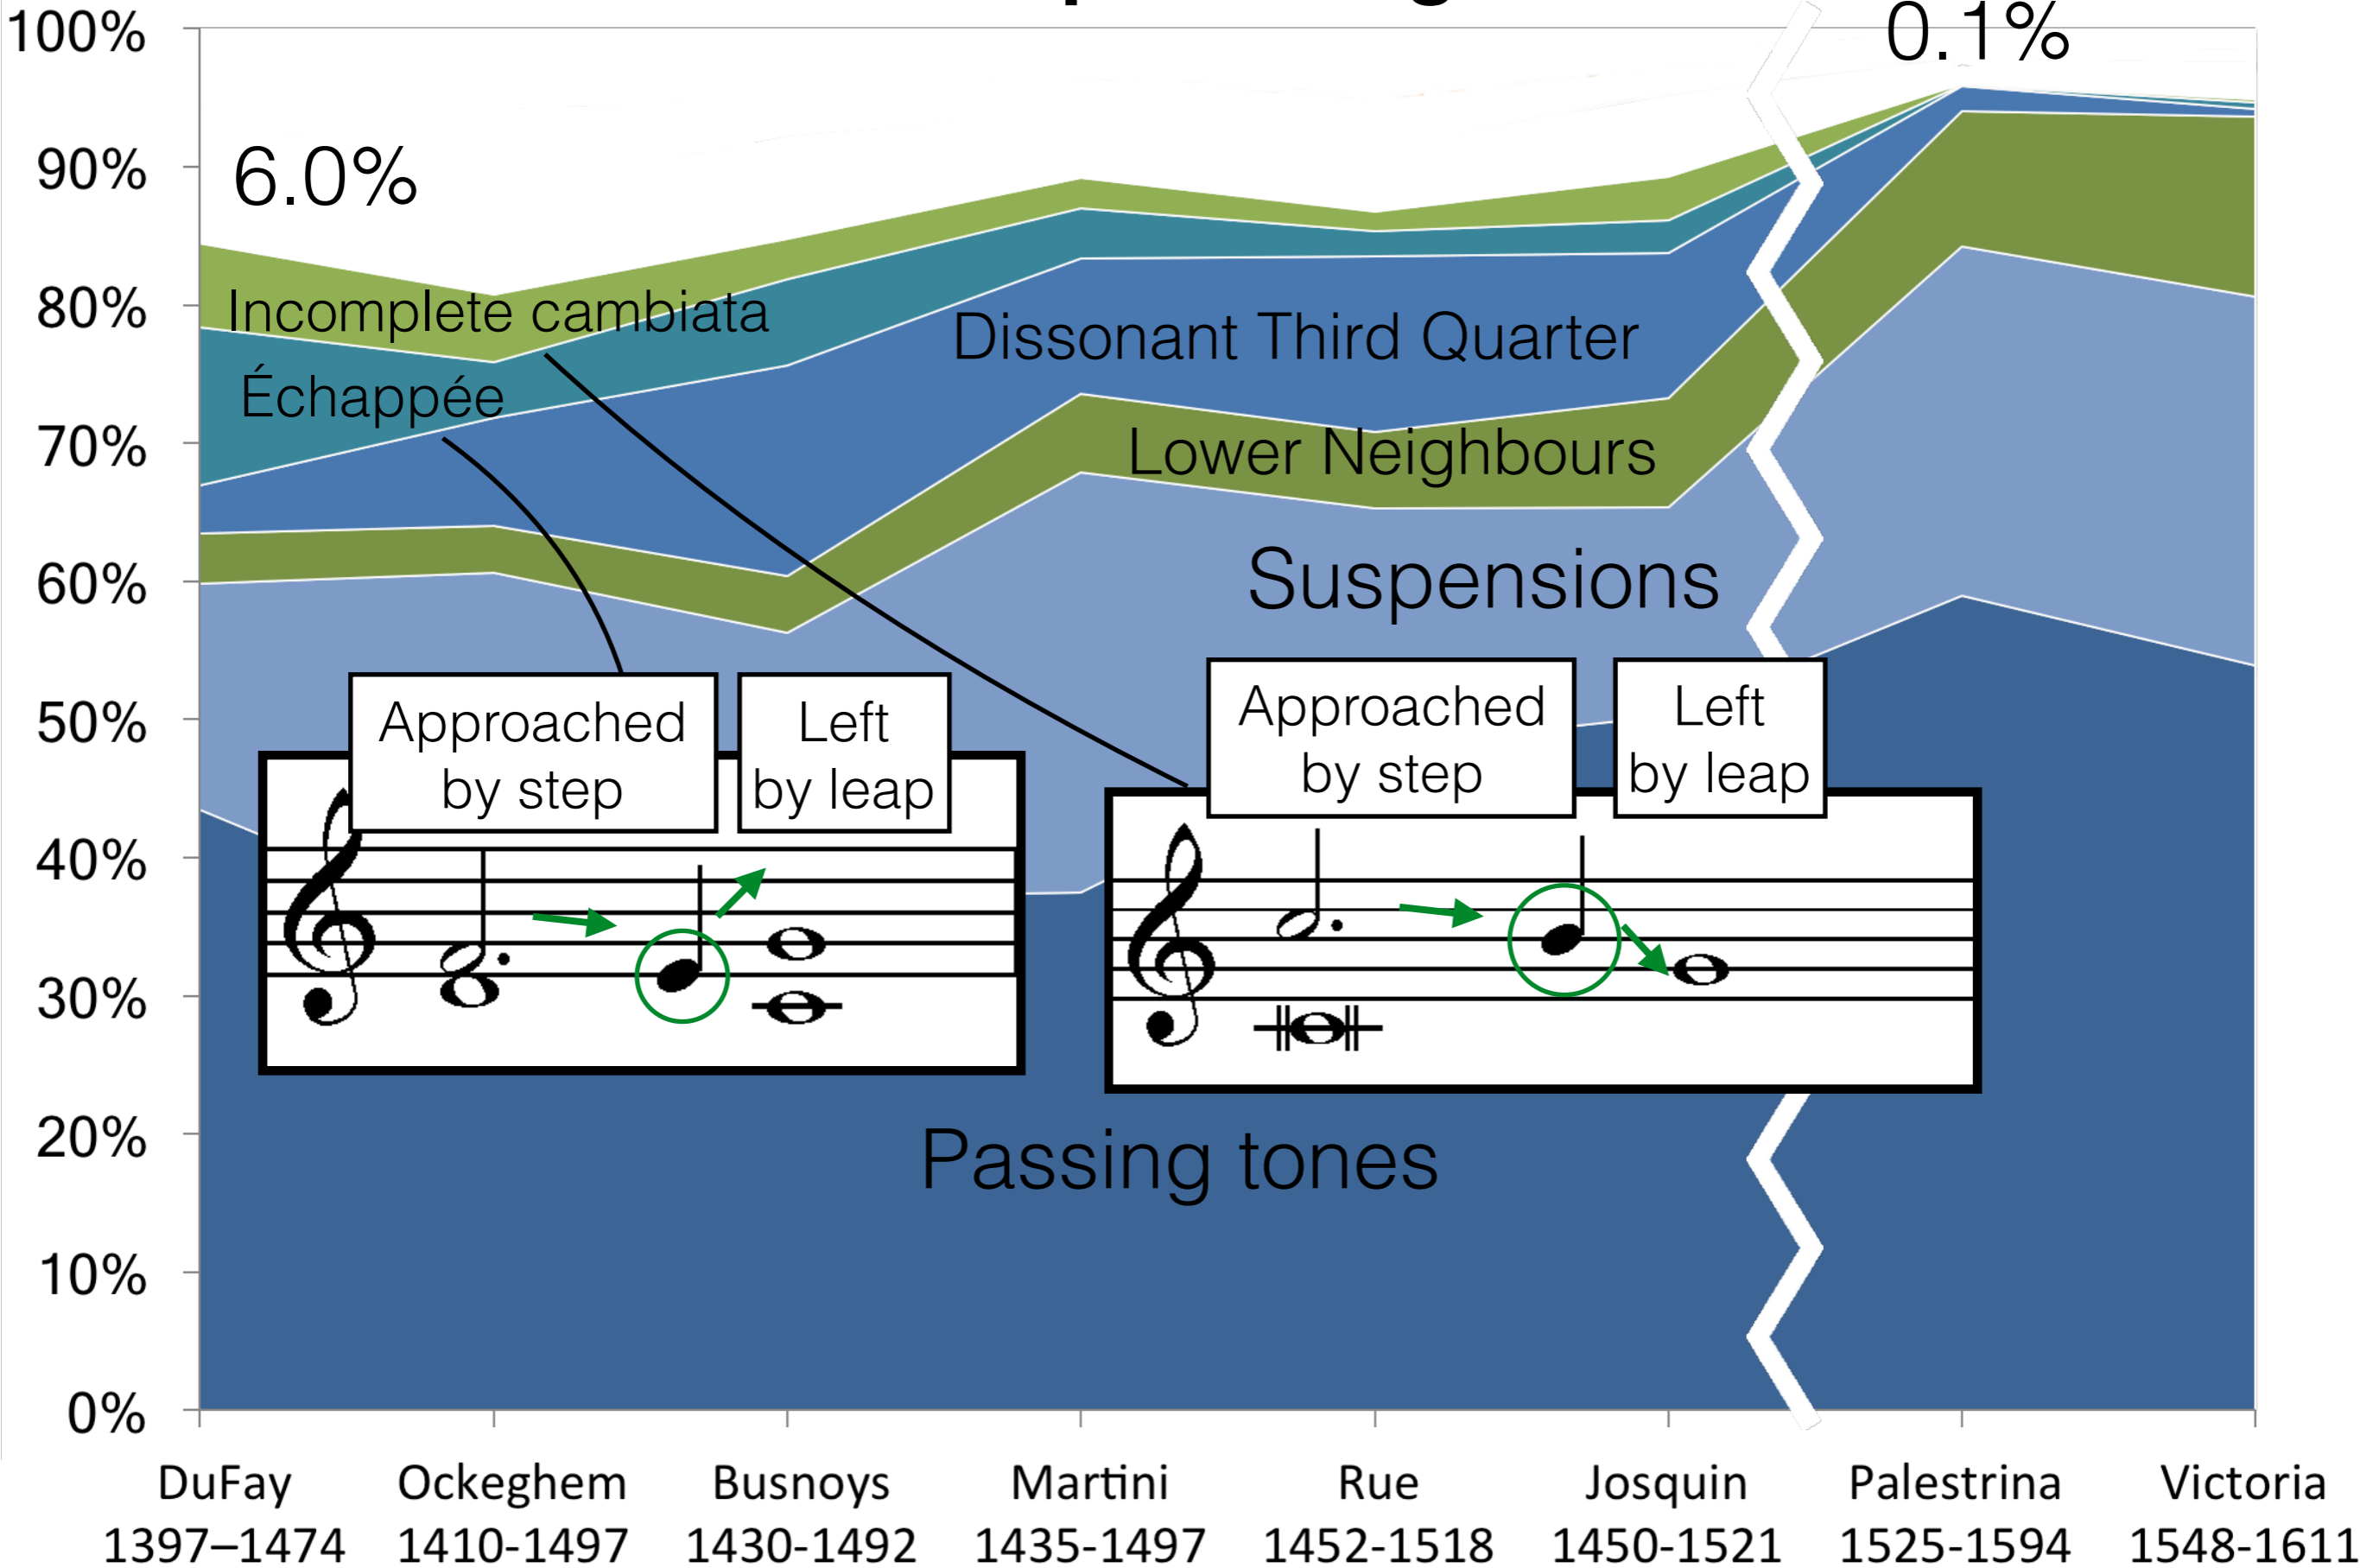 100%
0.1%
90%
6.0%
80%
Incomplete cambiata
Dissonant Third Quarter
Échappée
70%
Lower Neighbours
60%
Suspensions
50%
Approached
by step
Left
by leap
Approached
by step
Left
by leap
40%
30%
20%
Passing tones
10%
0%
DuFay Ockeghem Busnoys Martini Rue Josquin Palestrina Victoria
1397–1474 1410-1497 1430-1492 1435-1497 1452-1518 1450-1521 1525-1594 1548-1611